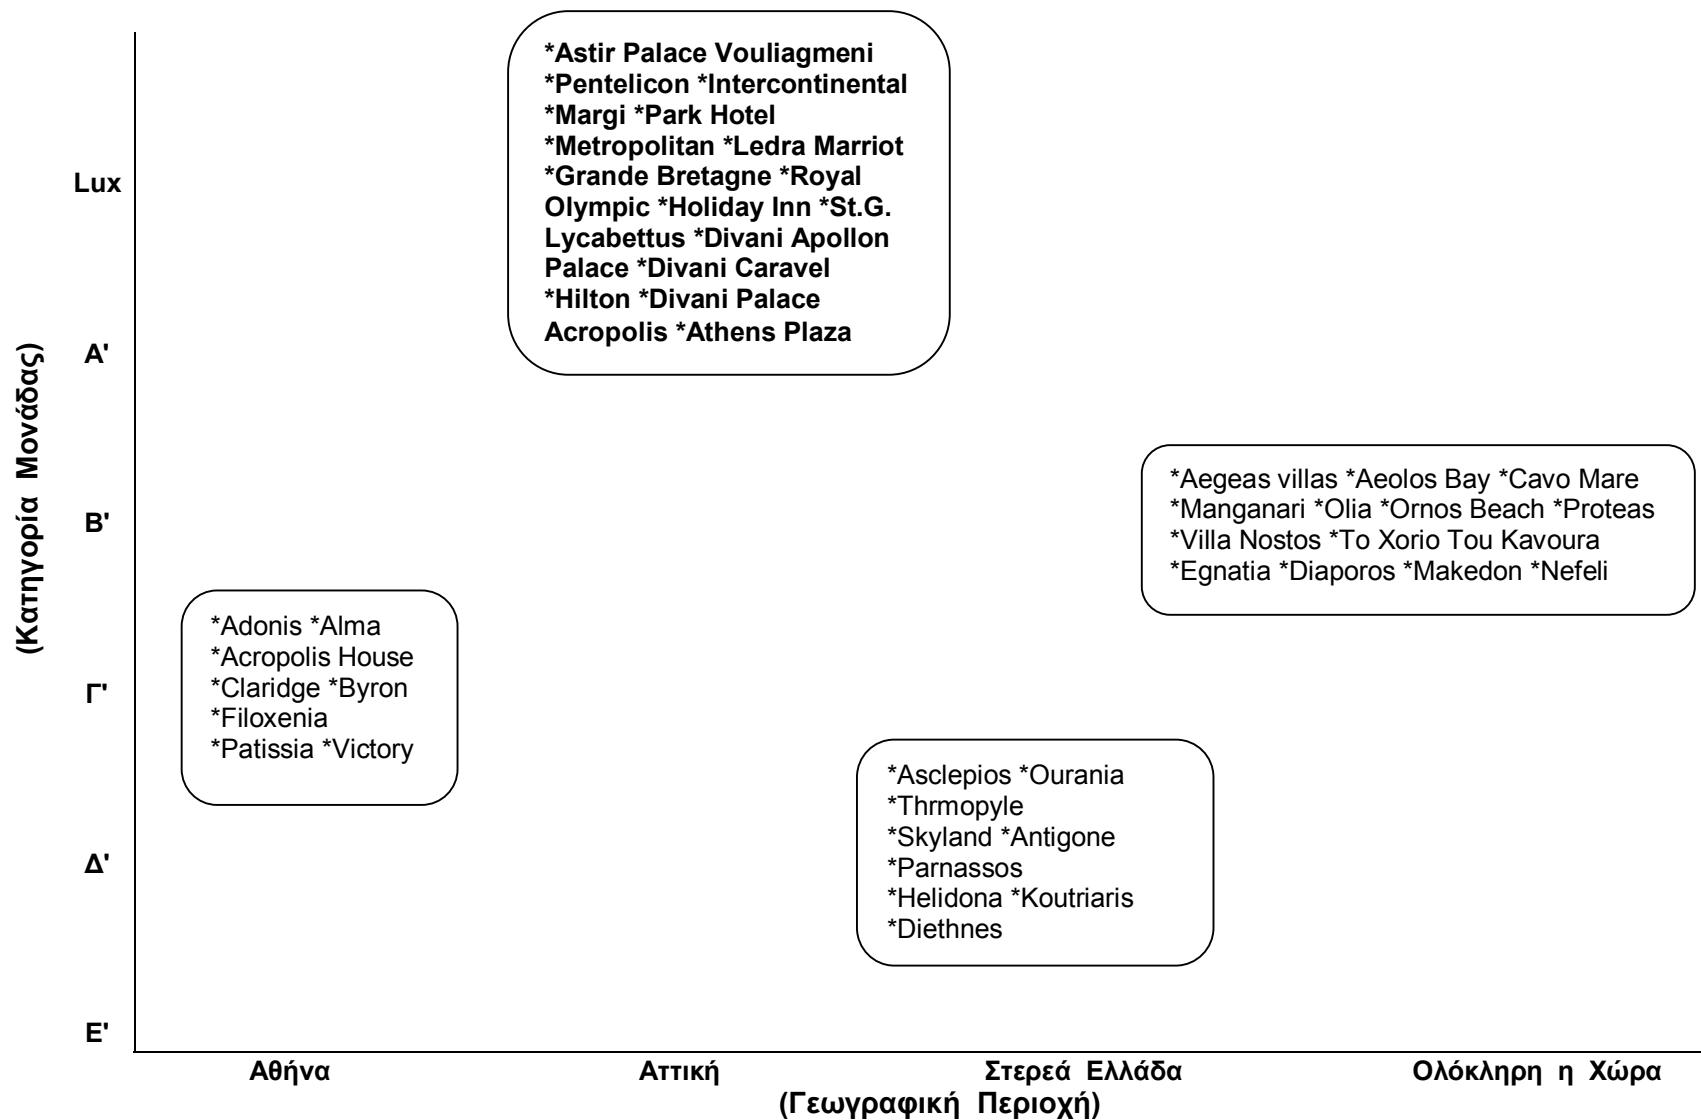 *Astir Palace Vouliagmeni
*Pentelicon *Intercontinental
*Margi *Park Hotel
*Metropolitan *Ledra Marriot
*Grande Bretagne *Royal
Olympic *Holiday Inn *St.G.
Lycabettus *Divani Apollon
Palace *Divani Caravel
*Hilton *Divani Palace
Acropolis *Athens Plaza
(Κατηγορία Μονάδας)
Lux
Α'
Β'
Γ'
Δ'
Ε'
*Aegeas villas *Aeolos Bay *Cavo Mare
*Manganari *Olia *Ornos Beach *Proteas
*Villa Nostos *To Xorio Tou Kavoura
*Egnatia *Diaporos *Makedon *Nefeli
*Adonis *Alma
*Acropolis House
*Claridge *Byron
*Filoxenia
*Patissia *Victory
*Asclepios *Ourania
*Thrmopyle
*Skyland *Antigone
*Parnassos
*Helidona *Koutriaris
*Diethnes
Αθήνα Αττική Στερεά Ελλάδα Ολόκληρη η Χώρα
(Γεωγραφική Περιοχή)